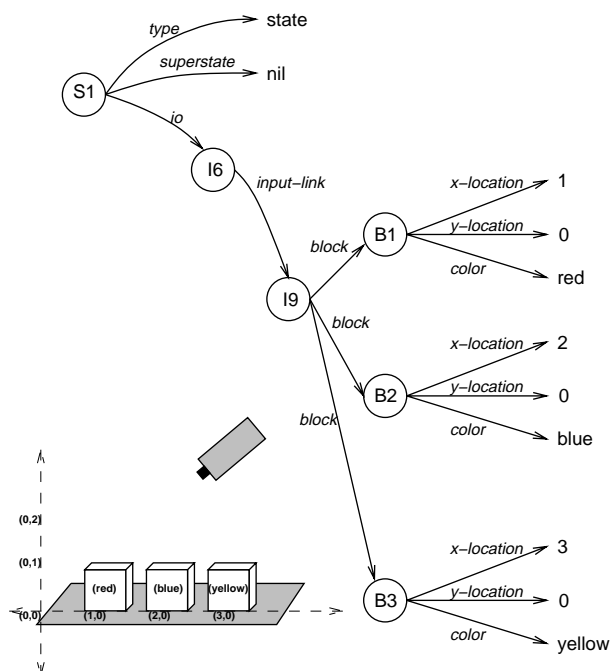 state
type
superstate
nil
S1
io
I6
input–link
x–location
1
B1
y–location
0
block
color
red
I9
block
x–location
2
B2
y–location
0
block
color
blue
(0,2)
(0,1)
x–location
3
(red)
(blue)
(yellow)
B3
y–location
0
(0,0)
(1,0)
(2,0)
(3,0)
color
yellow